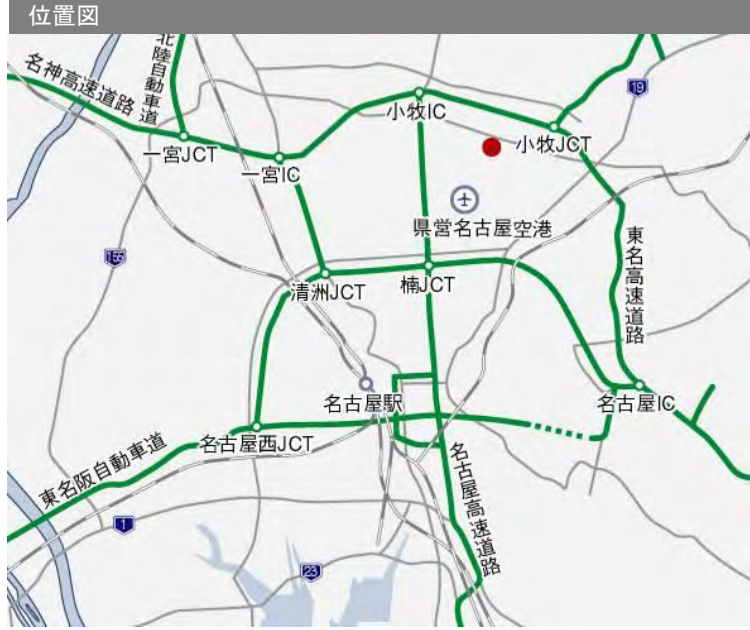 位置図
北陸自動車道
名神高速道路
19
小牧IC
小牧JCT
一宮JCT
一宮IC
県営名古屋空港
東名高速道路
155
清洲JCT
楠JCT
名古屋駅
名古屋IC
名古屋西JCT
東名阪自動車道
名古屋高速道路
1
23